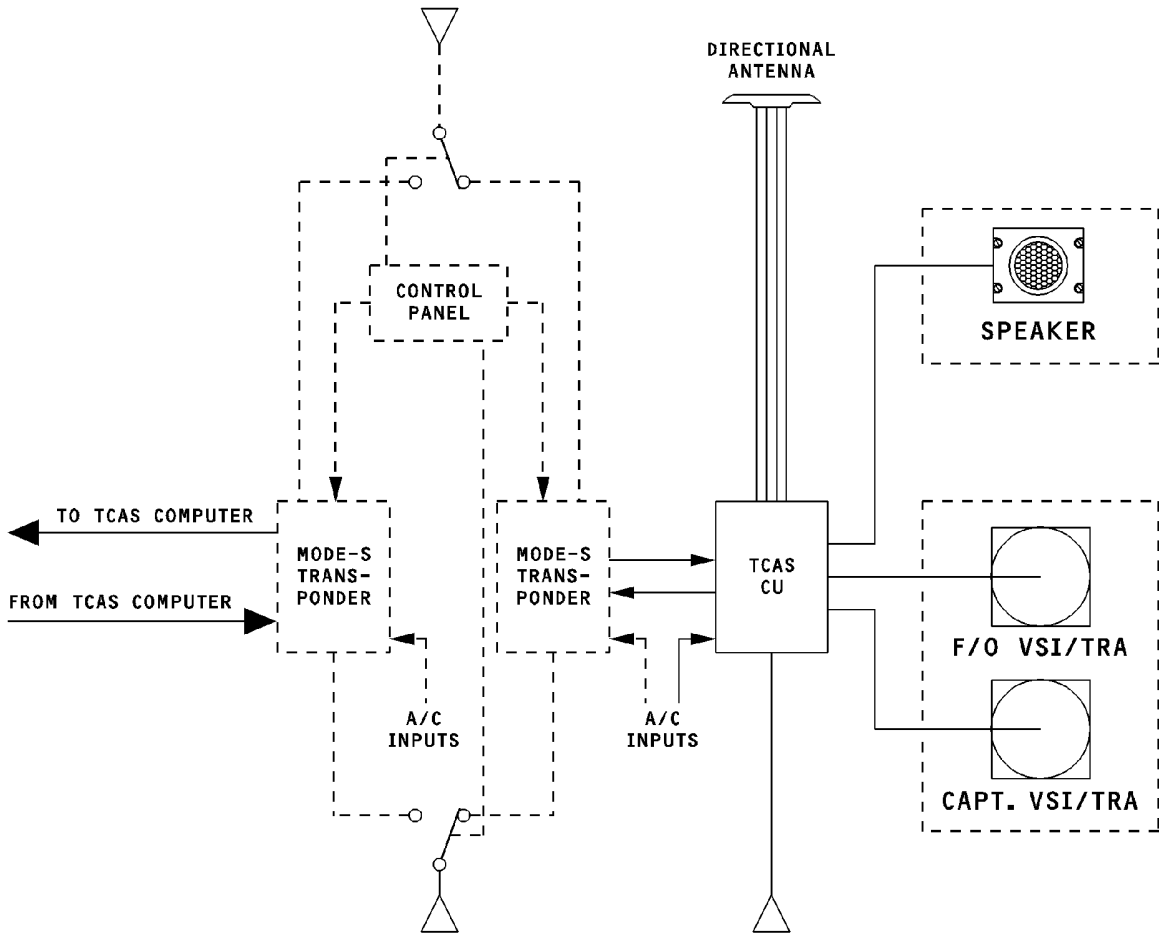 DIRECTIONAL
ANTENNA
CONTROL
PANEL
SPEAKER
TO TCAS COMPUTER
FROM TCAS COMPUTER
MODE-S
TRANS-
PONDER
MODE-S
TRANS-
PONDER
TCAS
CU
F/O VSI/TRA
A/C
INPUTS
A/C
INPUTS
CAPT. VSI/TRA